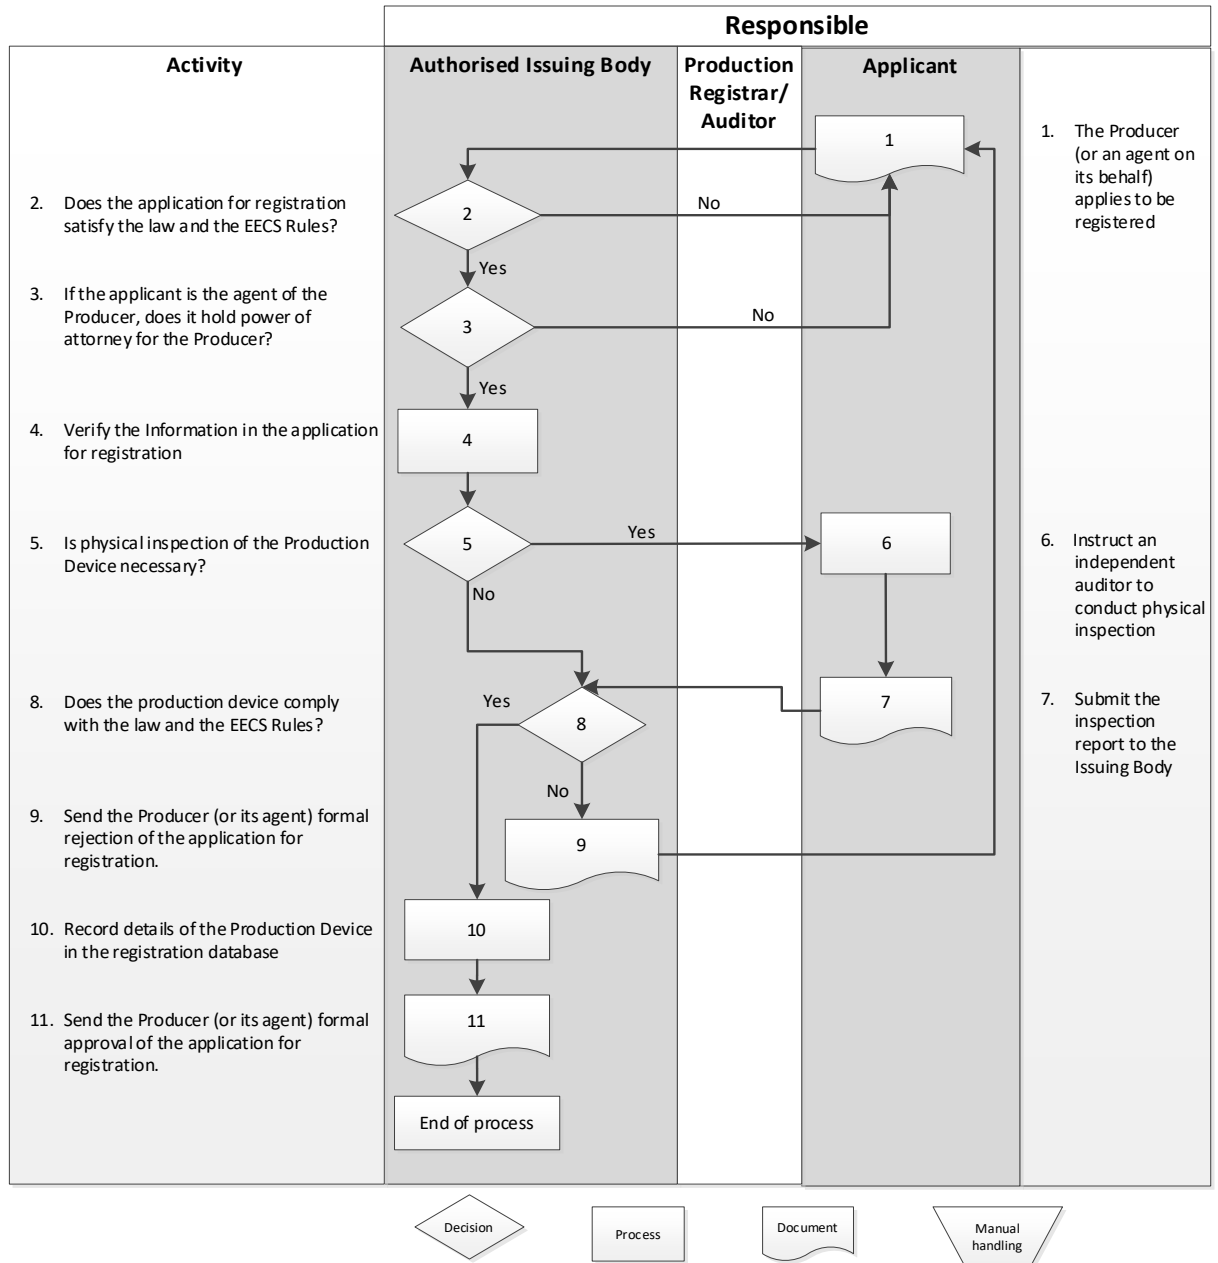 Responsible
Activity
Authorised Issuing Body
Production
Registrar/
Auditor
Applicant
1
1. The Producer
(or an agent on
its behalf)
applies to be
registered
2. Does the application for registration
satisfy the law and the EECS Rules?
2
No
Yes
3. If the applicant is the agent of the
Producer, does it hold power of
attorney for the Producer?
3
No
Yes
4. Verify the Information in the application
for registration
4
5. Is physical inspection of the Production
Device necessary?
5
Yes
No
6
6. Instruct an
independent
auditor to
conduct physical
inspection
8. Does the production device comply
with the law and the EECS Rules?
Yes
8
No
7
7. Submit the
inspection
report to the
Issuing Body
9. Send the Producer (or its agent) formal
rejection of the application for
registration.
9
10. Record details of the Production Device
in the registration database
10
11. Send the Producer (or its agent) formal
approval of the application for
registration.
11
End of process
Decision
Process
Document
Manual
handling